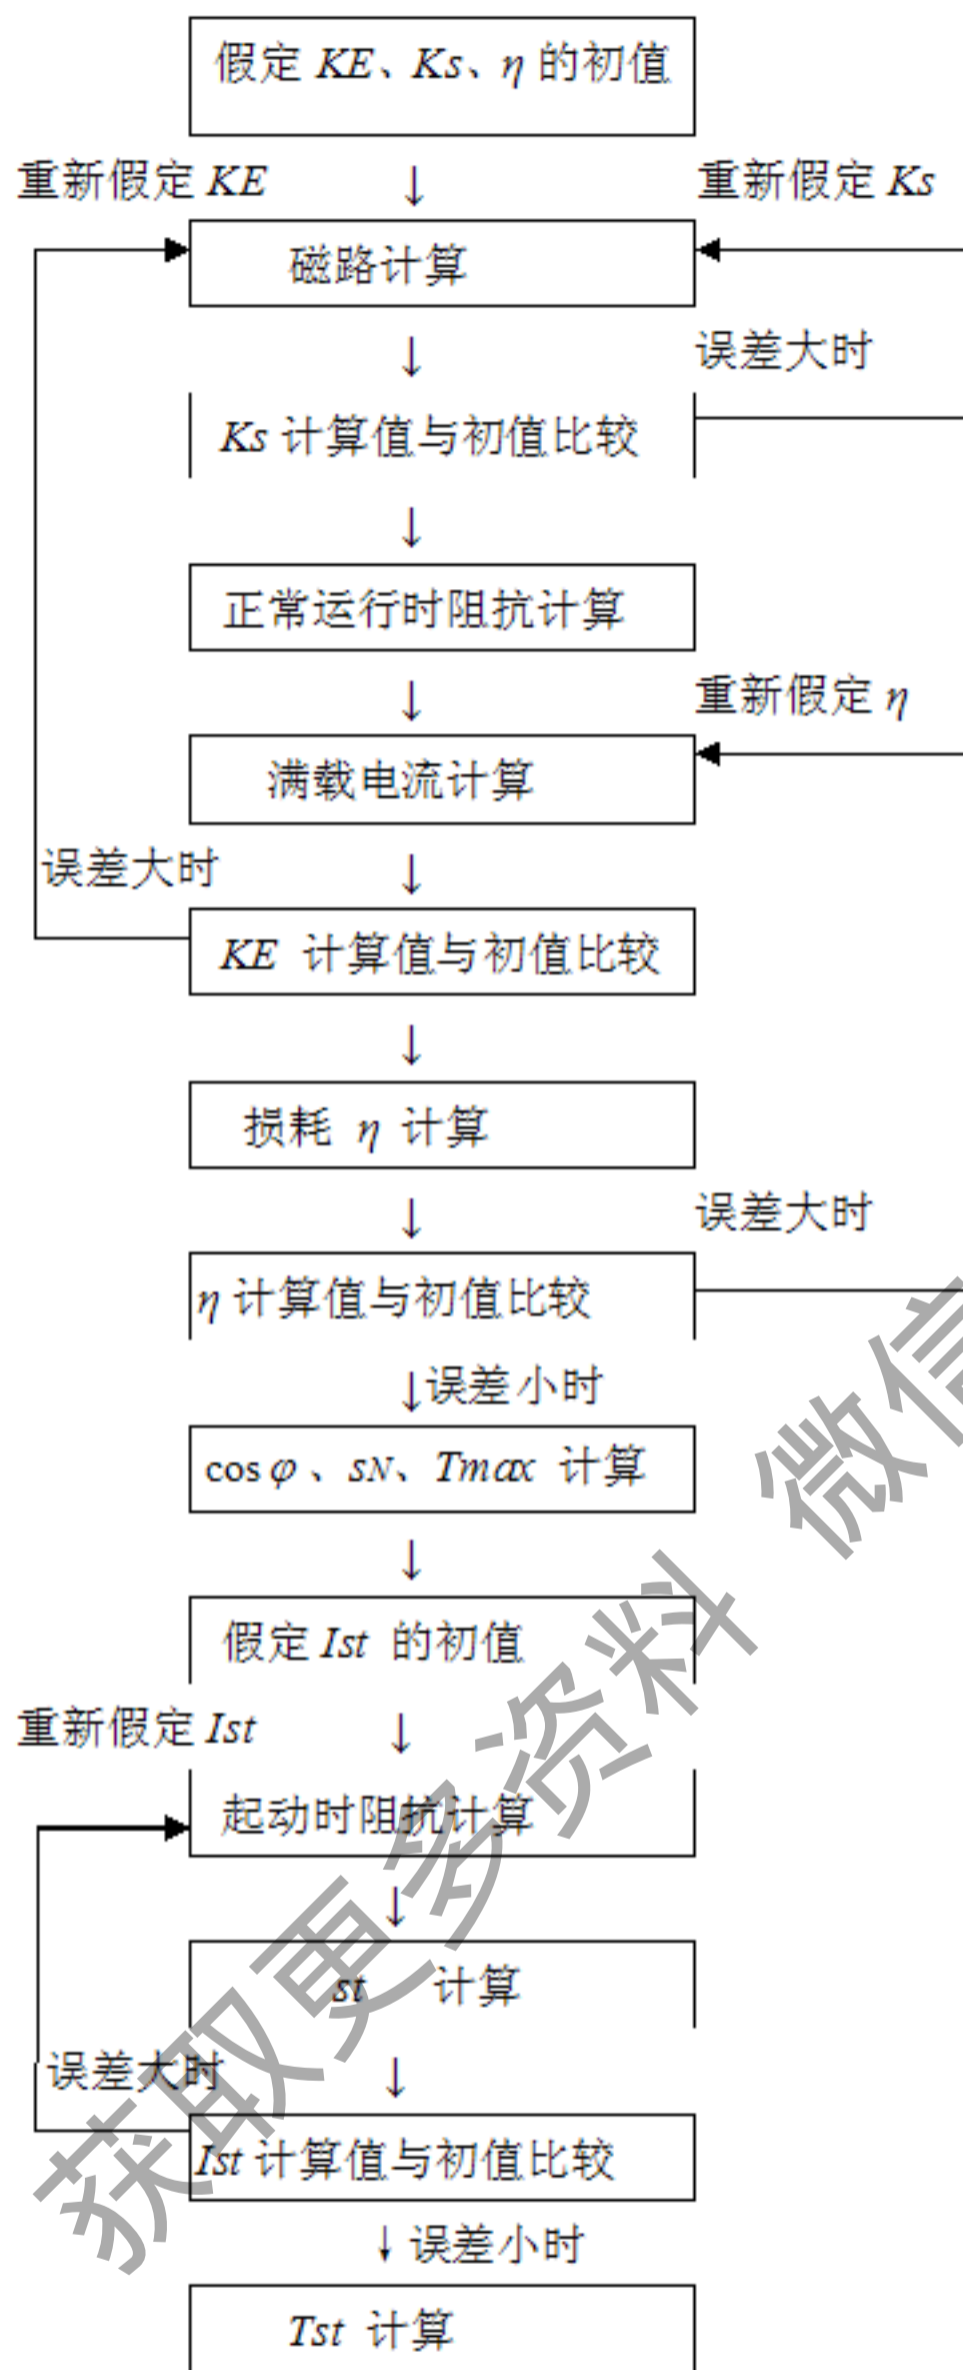 假定 KE、Ks、η 的初值
重新假定 KE
↓
重新假定 Ks
磁路计算
↓
误差大时
Ks 计算值与初值比较
↓
正常运行时阻抗计算
↓
重新假定 η
满载电流计算
误差大时
↓
KE 计算值与初值比较
↓
损耗 η 计算
↓
误差大时
η 计算值与初值比较
↓误差小时
cosφ、sN、Tmax 计算
↓
假定 Ist 的初值
重新假定 Ist
↓
起动时阻抗计算
↓
st 计算
误差大时
↓
Ist 计算值与初值比较
↓误差小时
Tst 计算
获取更多资料 微信